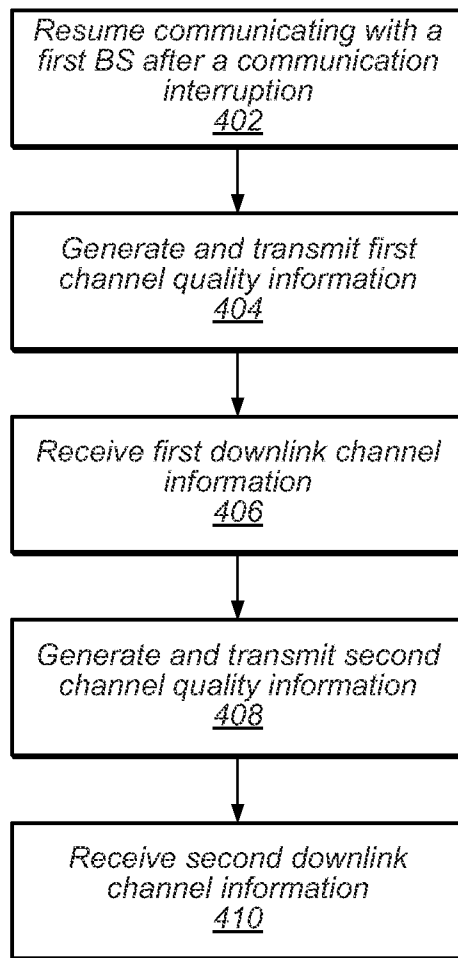 Resume communicating with a
first BS after a communication
interruption
402
Generate and transmit first
channel quality information
404
Receive first downlink channel
information
406
Generate and transmit second
channel quality information
408
Receive second downlink
channel information
410